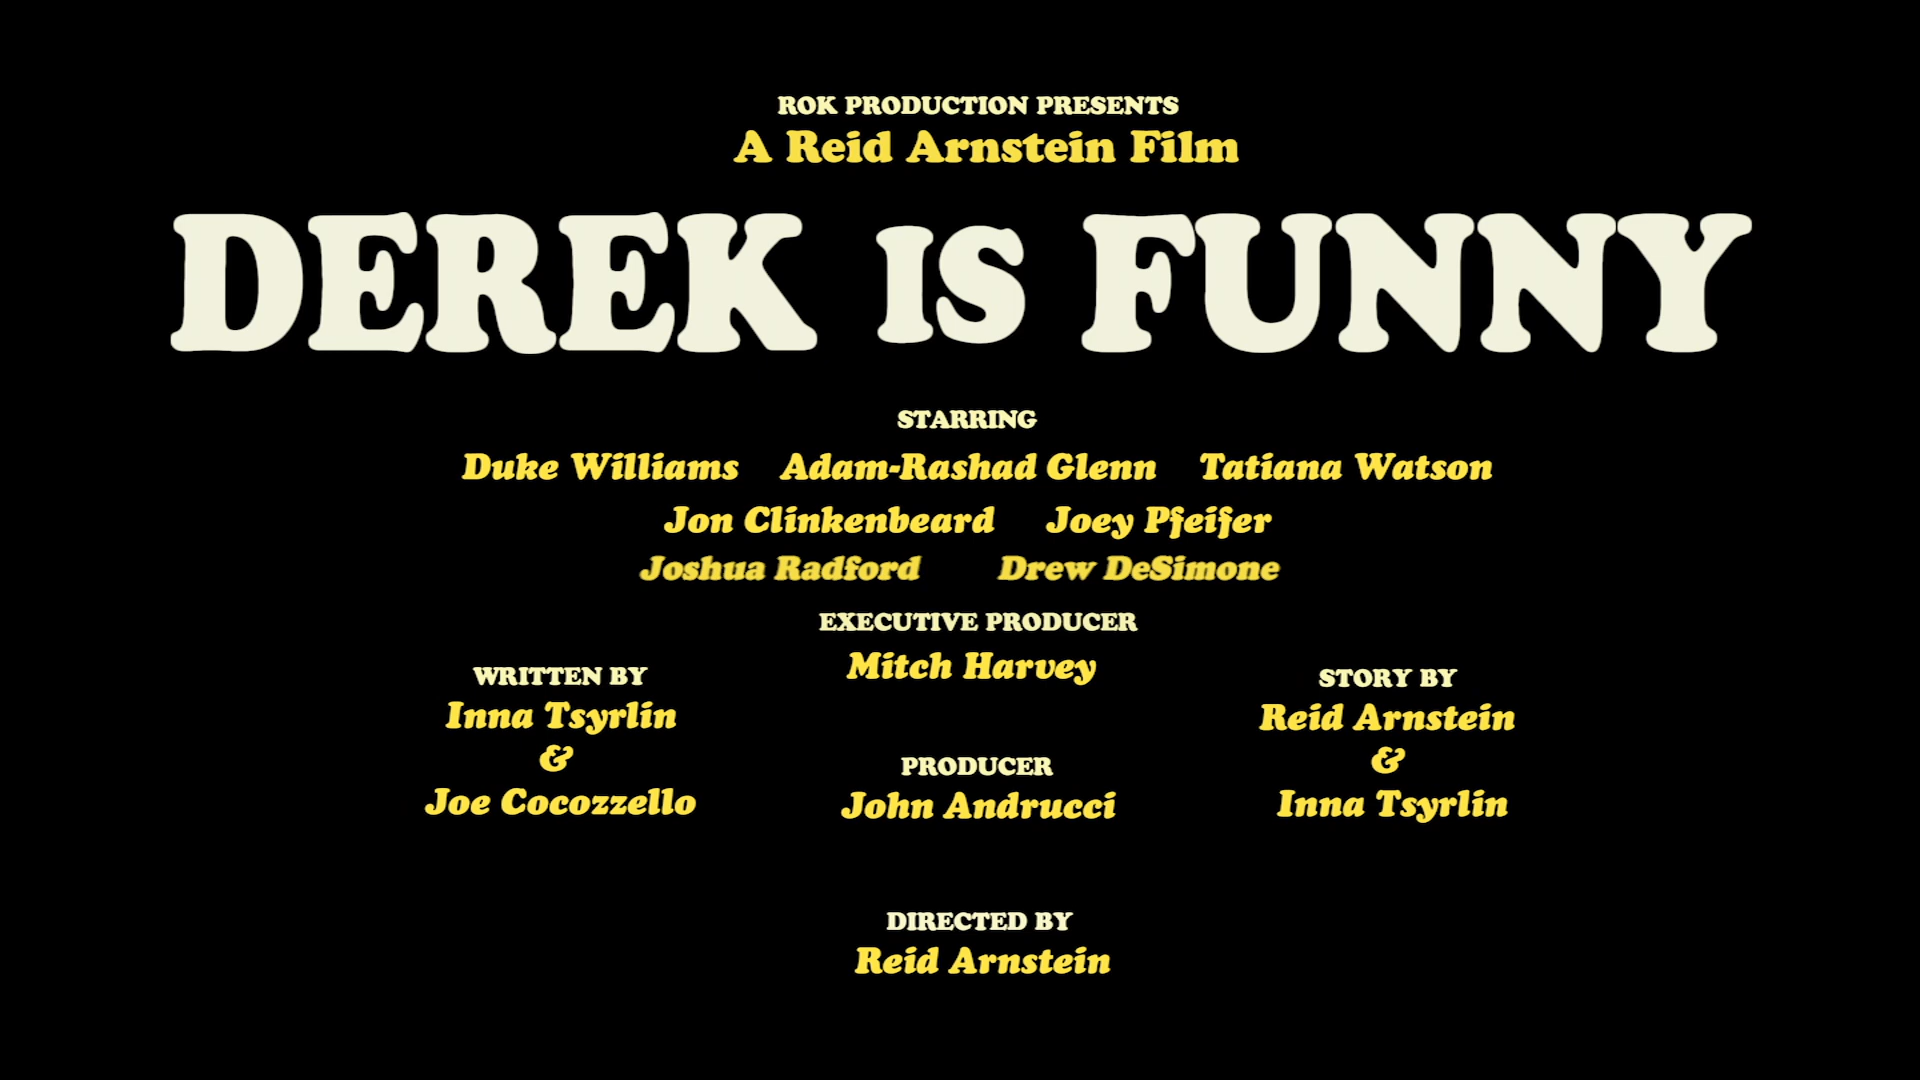 ROK PRODUCTION PRESENTS
A Reid Arnstein Film
DEREK IS FUNNY
STARRING
Duke Williams Adam-Rashad Glenn Tatiana Watson
Jon Clinkenbeard Joey Pfeifer
Joshua Radford Drew DeSimone
EXECUTIVE PRODUCER
Mitch Harvey
WRITTEN BY
Inna Tsyrlin
&
Joe Cocozzello
PRODUCER
John Andrucci
STORY BY
Reid Arnstein
&
Inna Tsyrlin
DIRECTED BY
Reid Arnstein